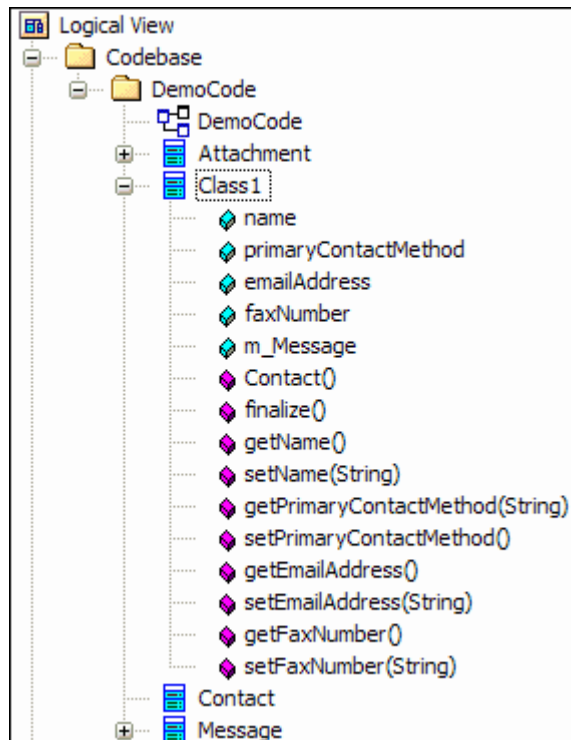 Logical View
Codebase
DemoCode
DemoCode
Attachment
Class1
name
primaryContactMethod
emailAddress
faxNumber
m_Message
Contact()
finalize()
getName()
setName(String)
getPrimaryContactMethod(String)
setPrimaryContactMethod()
getEmailAddress()
setEmailAddress(String)
getFaxNumber()
setFaxNumber(String)
Contact
Message